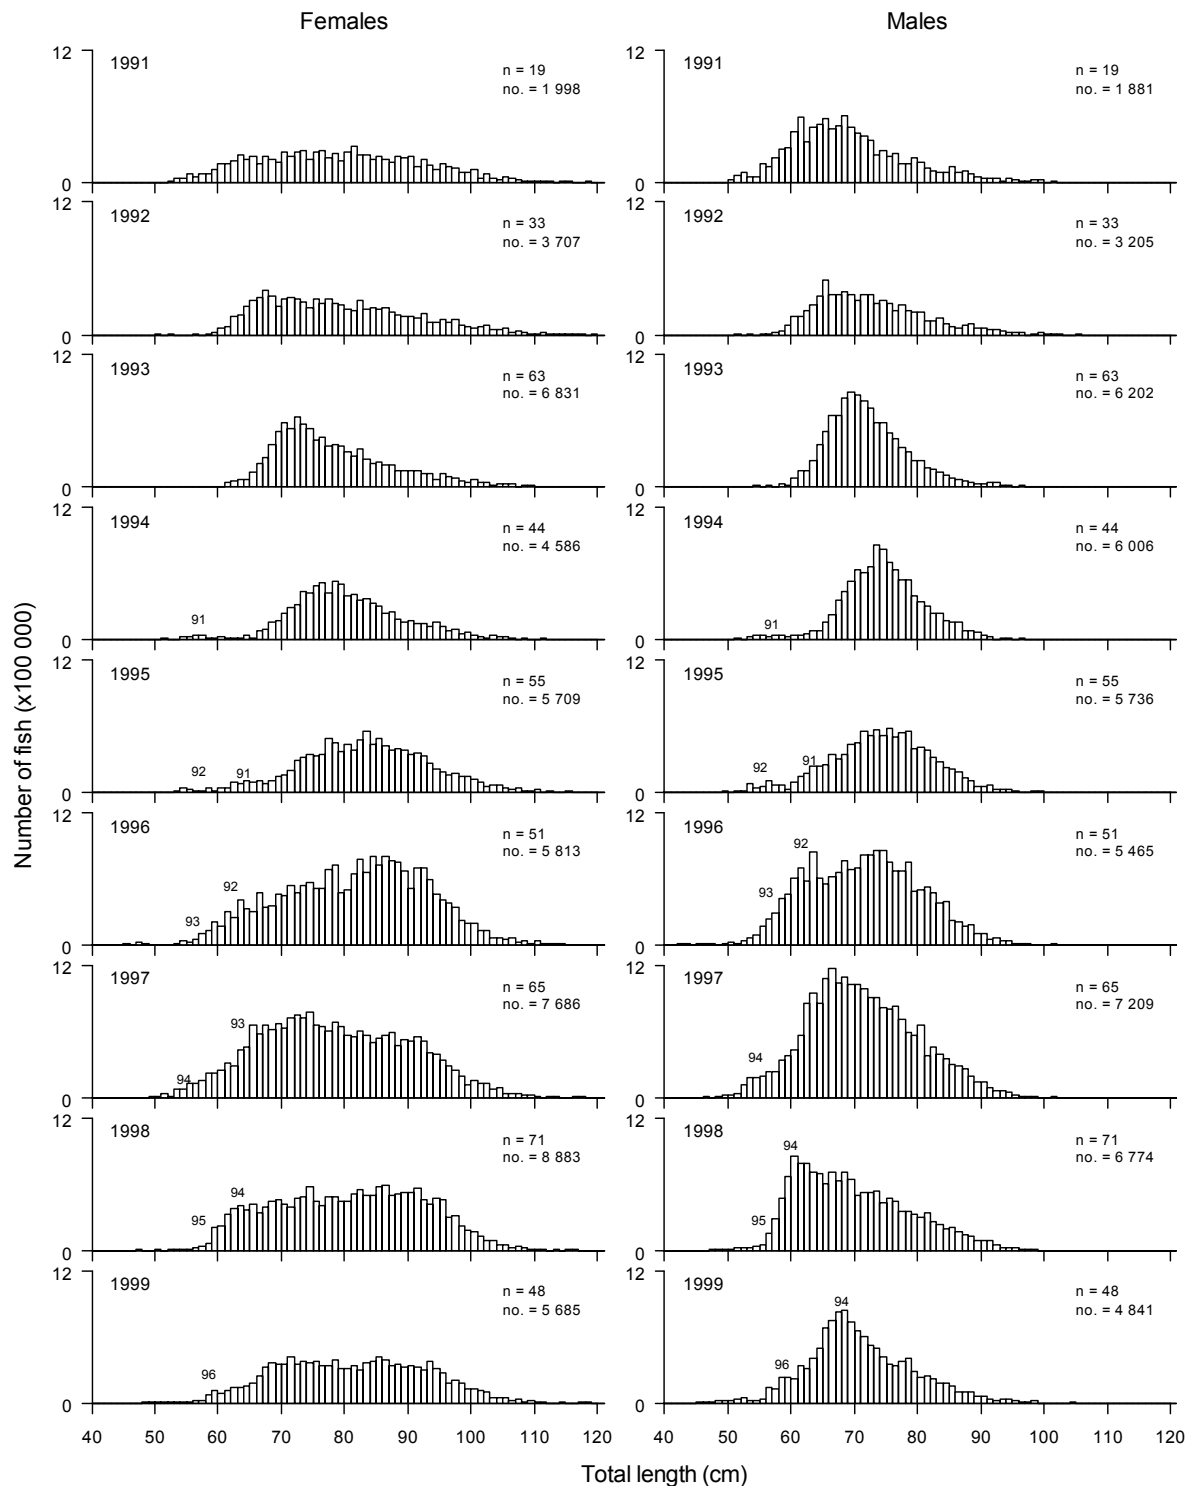 Females Males
12 1991 n = 19 no. = 1 998 0
1991 n = 19 no. = 1 881 12 0
12 1992 n = 33 no. = 3 707 0
12 1992 n = 33 no. = 3 205 0
12 1993 n = 63 no. = 6 831 0
12 1993 n = 63 no. = 6 202 0
12 1994 n = 44 no. = 4 586 91 0
12 1994 n = 44 no. = 6 006 91 0
12 1995 n = 55 no. = 5 709 92 91 0
12 1995 n = 55 no. = 5 736 92 91 0
12 1996 n = 51 no. = 5 813 92 93 0
12 1996 n = 51 no. = 5 465 92 93 0
12 1997 n = 65 no. = 7 686 93 94 0
12 1997 n = 65 no. = 7 209 94 0
12 1998 n = 71 no. = 8 883 94 95 0
12 1998 n = 71 no. = 6 774 94 95 0
12 1999 n = 48 no. = 5 685 96 0
12 1999 n = 48 no. = 4 841 94 96 0
40 50 60 70 80 90 100 110 120 40 50 60 70 80 90 100 110 120
Number of fish (x100 000)
Total length (cm)